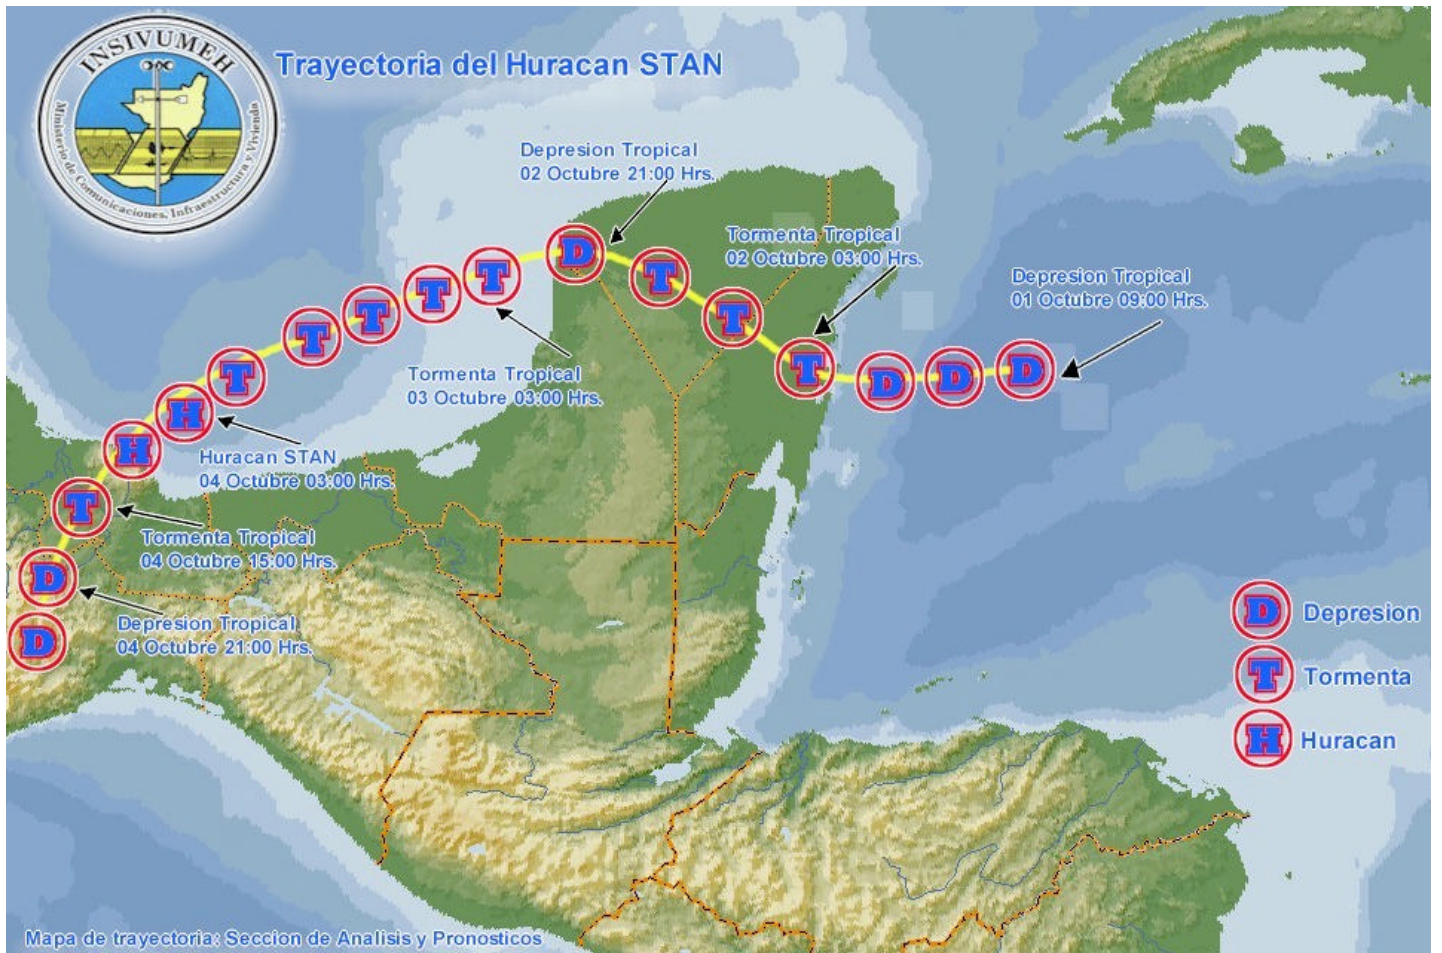 INSIVUMEH
Ministerio de Comunicaciones, Infraestructura y Vivienda
Trayectoria del Huracan STAN
Depresion Tropical
02 Octubre 21:00 Hrs.
Tormenta Tropical
02 Octubre 03:00 Hrs.
Depresion Tropical
01 Octubre 09:00 Hrs.
D
T
T
T
T
T
T
T
T
D
D
D
H
H
T
D
D
Tormenta Tropical
03 Octubre 03:00 Hrs.
Huracan STAN
04 Octubre 03:00 Hrs.
Tormenta Tropical
04 Octubre 15:00 Hrs.
Depresion Tropical
04 Octubre 21:00 Hrs.
D Depresion
T Tormenta
H Huracan
Mapa de trayectoria: Seccion de Analisis y Pronosticos